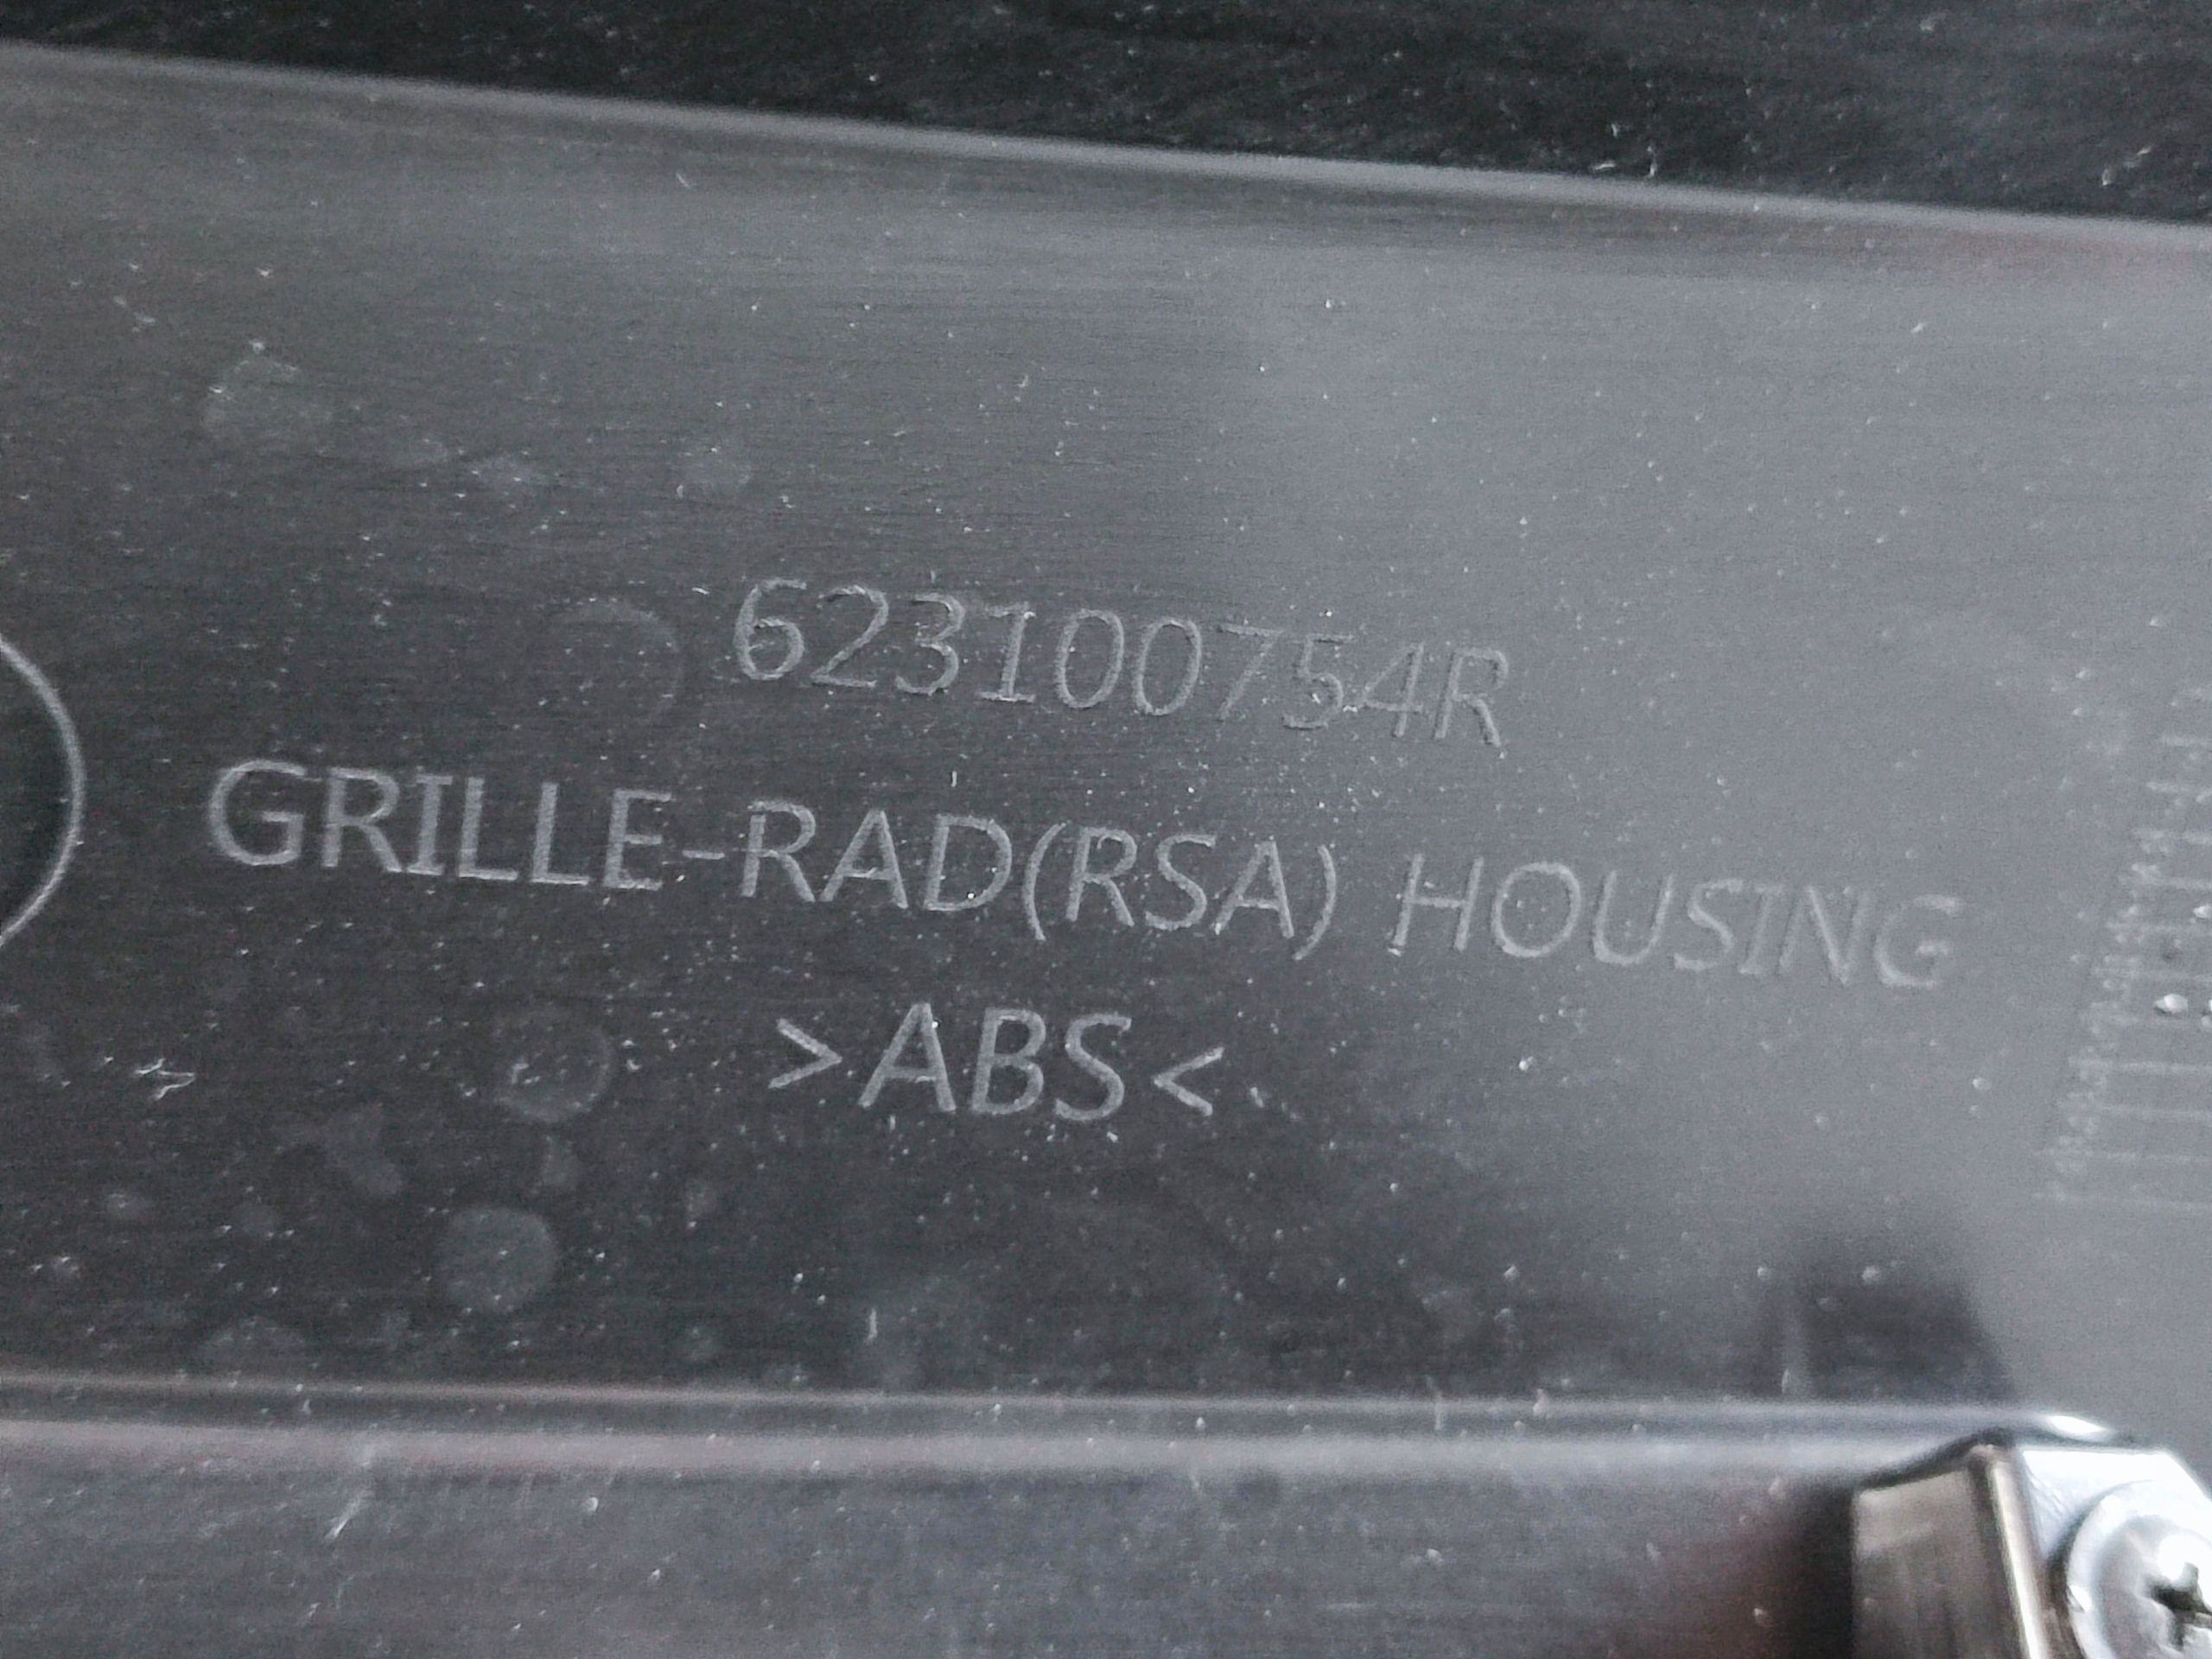 623100754R
GRILLE-RAD(RSA) HOUSING
>ABS<